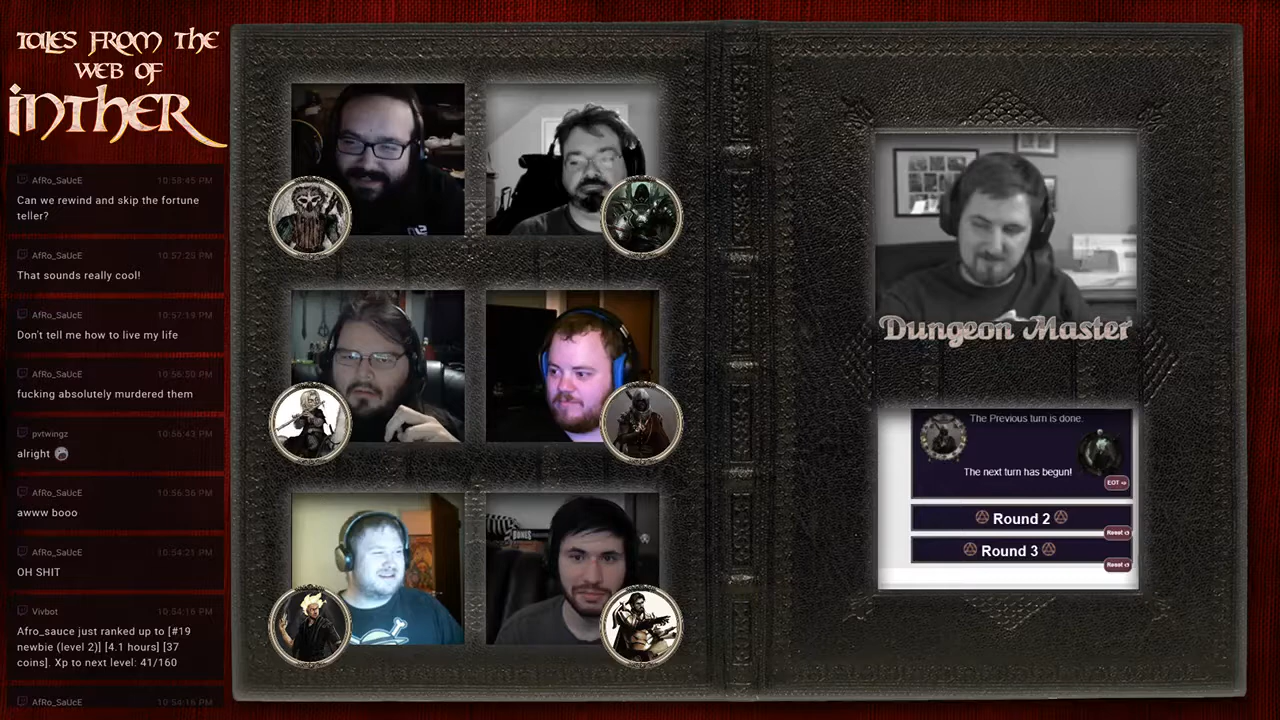 TALES FROM THE
WEB OF
INTHER
AfRo_SaUcE 10:59:45 PM
Can we rewind and skip the fortune
teller?
AfRo_SaUcE 10:57:25 PM
That sounds really cool!
AfRo_SaUcE 10:57:19 PM
Don't tell me how to live my life
AfRo_SaUcE 10:56:50 PM
fucking absolutely murdered them
pvtwingz 10:56:43 PM
alright
AfRo_SaUcE 10:56:36 PM
awww booo
AfRo_SaUcE 10:54:21 PM
OH SHIT
Vivbot 10:54:16 PM
Afro_sauce just ranked up to [#19
newbie (level 2)] [4.1 hours] [37
coins]. Xp to next level: 41/160
AfRo_SaUcE 10:54:16 PM
BONES
Dungeon Master
The Previous turn is done.
The next turn has begun!
EOT
Round 2
Reset
Round 3
Reset